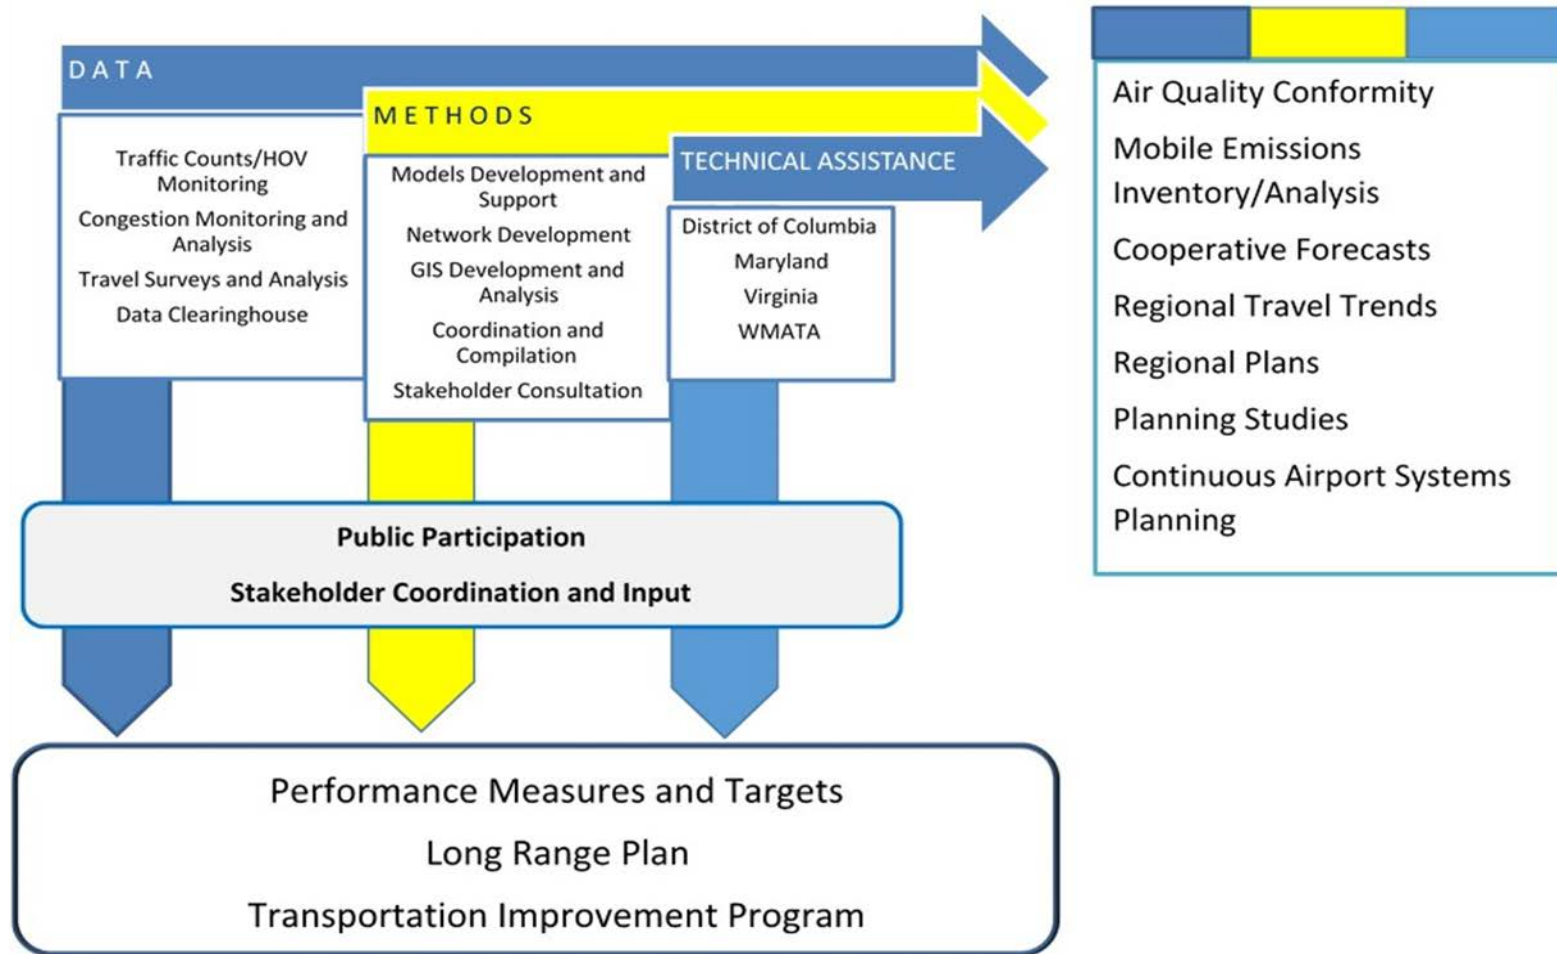 DATA
Traffic Counts/HOV
Monitoring
Congestion Monitoring and
Analysis
Travel Surveys and Analysis
Data Clearinghouse
METHODS
Models Development and
Support
Network Development
GIS Development and
Analysis
Coordination and
Compilation
Stakeholder Consultation
TECHNICAL ASSISTANCE
District of Columbia
Maryland
Virginia
WMATA
Air Quality Conformity
Mobile Emissions
Inventory/Analysis
Cooperative Forecasts
Regional Travel Trends
Regional Plans
Planning Studies
Continuous Airport Systems
Planning
Public Participation
Stakeholder Coordination and Input
Performance Measures and Targets
Long Range Plan
Transportation Improvement Program